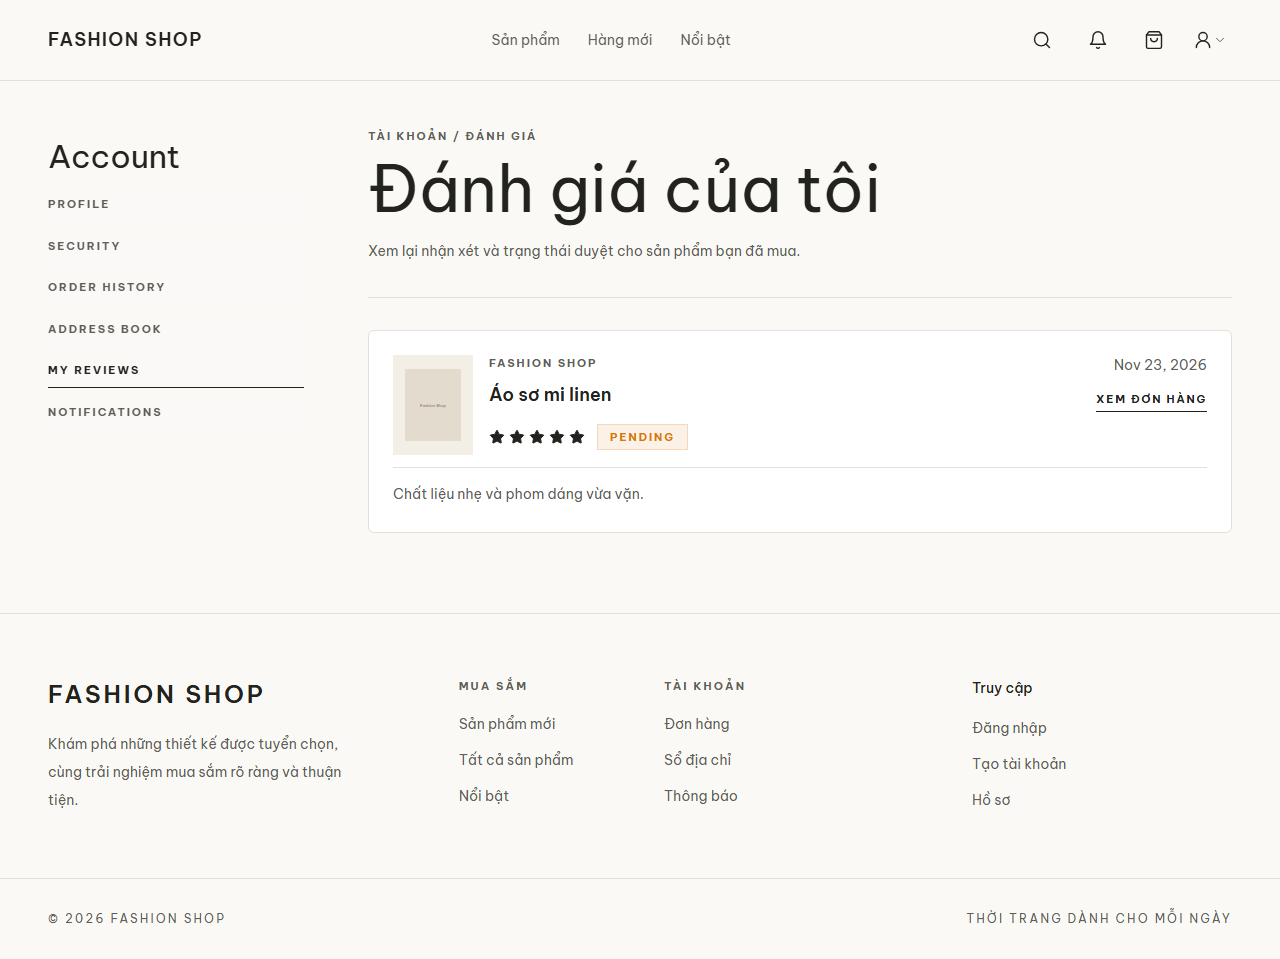 FASHION SHOP
Sản phẩm
Hàng mới
Nổi bật
Account
PROFILE
SECURITY
ORDER HISTORY
ADDRESS BOOK
MY REVIEWS
NOTIFICATIONS
TÀI KHOẢN / ĐÁNH GIÁ
Đánh giá của tôi
Xem lại nhận xét và trạng thái duyệt cho sản phẩm bạn đã mua.
Fashion Shop
FASHION SHOP
Áo sơ mi linen
PENDING
Nov 23, 2026
XEM ĐƠN HÀNG
Chất liệu nhẹ và phom dáng vừa vặn.
FASHION SHOP
Khám phá những thiết kế được tuyển chọn,
cùng trải nghiệm mua sắm rõ ràng và thuận
tiện.
MUA SẮM
Sản phẩm mới
Tất cả sản phẩm
Nổi bật
TÀI KHOẢN
Đơn hàng
Sổ địa chỉ
Thông báo
Truy cập
Đăng nhập
Tạo tài khoản
Hồ sơ
© 2026 FASHION SHOP
THỜI TRANG DÀNH CHO MỖI NGÀY